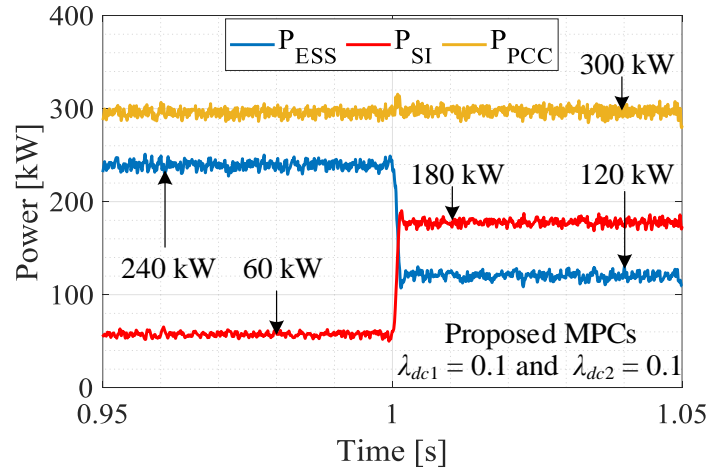 400
P_ESS P_SI P_PCC
300 kW
300
180 kW
120 kW
200
240 kW
60 kW
100
Proposed MPCs
λ_dc1 = 0.1 and λ_dc2 = 0.1
0
0.95
1
1.05
Time [s]
Power [kW]